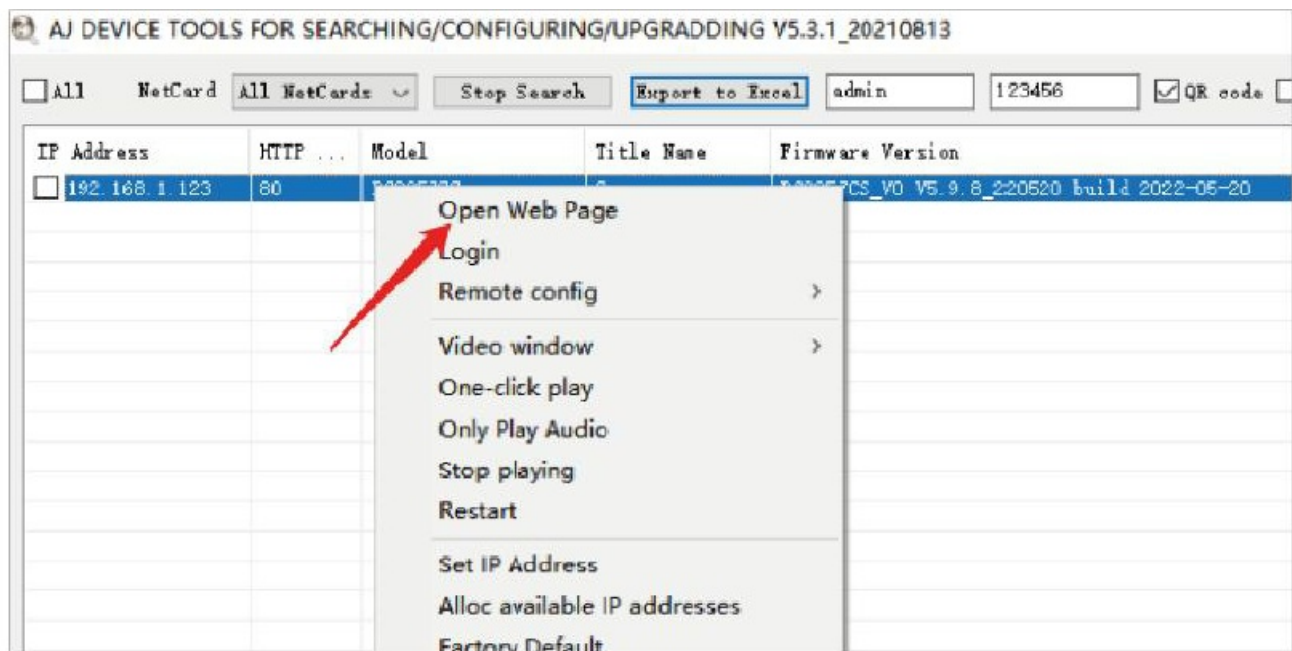 AJ DEVICE TOOLS FOR SEARCHING/CONFIGURING/UPGRADDING V5.3.1_20210813
All NetCard All NetCards Stop Search Export to Excel admin 123456 QR code
IP Address HTTP ... Model Title Name Firmware Version
192.168.1.123 80 V0 V5.9.8_220520 build 2022-05-20
Open Web Page
Login
Remote config
Video window
One-click play
Only Play Audio
Stop playing
Restart
Set IP Address
Alloc available IP addresses
Factory Default